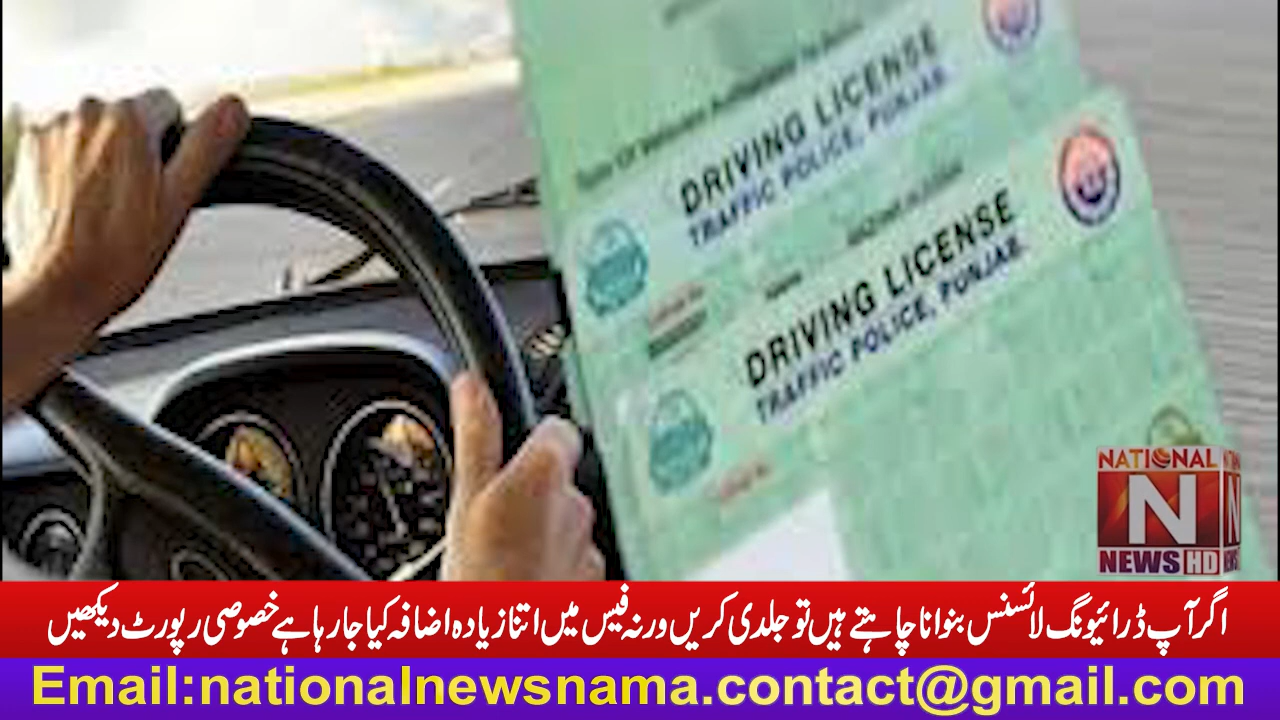 DRIVING LICENSE
TRAFFIC POLICE, PUNJAB
DRIVING LICENSE
TRAFFIC POLICE, PUNJAB
NATIONAL
N
N
NEWS HD NEWS
اگر آپ ڈرائیونگ لائسنس بنوانا چاہتے ہیں تو جلدی کریں ورنہ فیس میں اتنا زیادہ اضافہ کیا جا رہا ہے خصوصی رپورٹ دیکھیں
Email:nationalnewsnama.contact@gmail.com